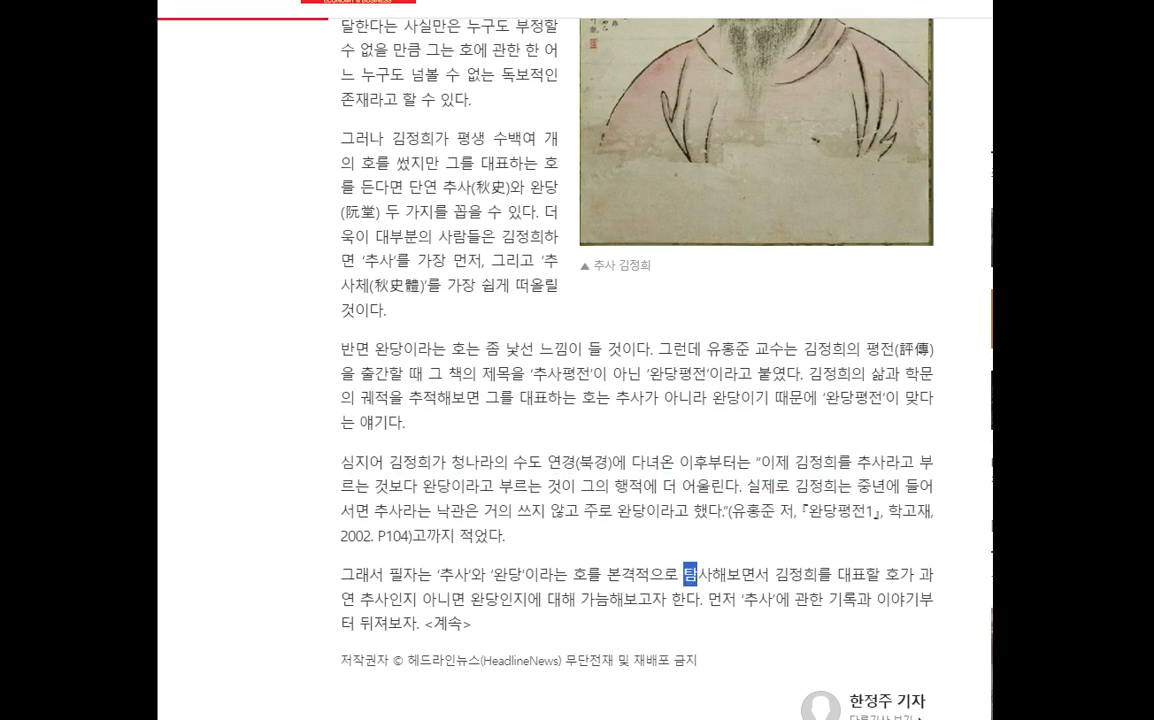 ECONOMY & BUSINESS
달한다는 사실만은 누구도 부정할
수 없을 만큼 그는 호에 관한 한 어
느 누구도 넘볼 수 없는 독보적인
존재라고 할 수 있다.
그러나 김정희가 평생 수백여 개
의 호를 썼지만 그를 대표하는 호
를 든다면 단연 추사(秋史)와 완당
(阮堂) 두 가지를 꼽을 수 있다. 더
욱이 대부분의 사람들은 김정희하
면 ‘추사’를 가장 먼저, 그리고 ‘추
사체(秋史體)’를 가장 쉽게 떠올릴
것이다.
▲ 추사 김정희
반면 완당이라는 호는 좀 낯선 느낌이 들 것이다. 그런데 유홍준 교수는 김정희의 평전(評傳)
을 출간할 때 그 책의 제목을 ‘추사평전’이 아닌 ‘완당평전’이라고 붙였다. 김정희의 삶과 학문
의 궤적을 추적해보면 그를 대표하는 호는 추사가 아니라 완당이기 때문에 ‘완당평전’이 맞다
는 얘기다.
심지어 김정희가 청나라의 수도 연경(북경)에 다녀온 이후부터는 “이제 김정희를 추사라고 부
르는 것보다 완당이라고 부르는 것이 그의 행적에 더 어울린다. 실제로 김정희는 중년에 들어
서면 추사라는 낙관은 거의 쓰지 않고 주로 완당이라고 했다.”(유홍준 저, 『완당평전1』, 학고재,
2002. P104)고까지 적었다.
그래서 필자는 ‘추사’와 ‘완당’이라는 호를 본격적으로 탐사해보면서 김정희를 대표할 호가 과
연 추사인지 아니면 완당인지에 대해 가늠해보고자 한다. 먼저 ‘추사’에 관한 기록과 이야기부
터 뒤져보자. <계속>
저작권자 © 헤드라인뉴스(HeadlineNews) 무단전재 및 재배포 금지
한정주 기자
다른기사 보기